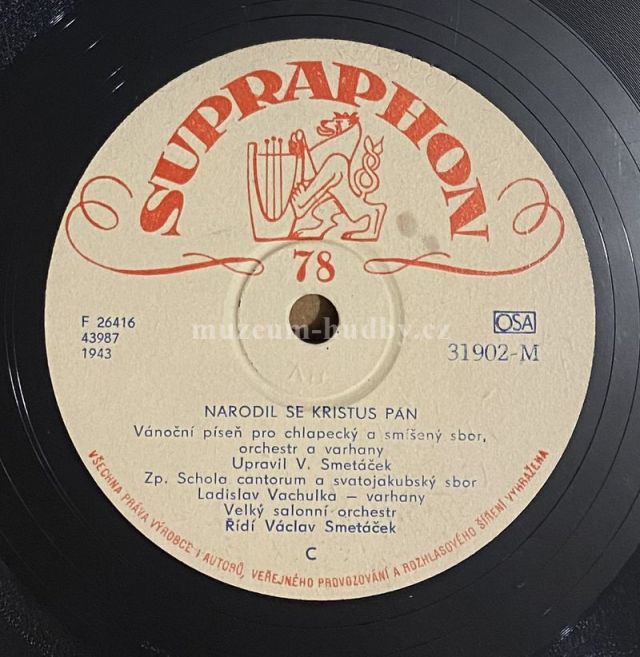 SUPRAPHON
78
F 26416
43987
1943
OSA
31902-M
muzeum-hudby.cz
NARODIL SE KRISTUS PÁN
Vánoční píseň pro chlapecký a smíšený sbor,
orchestr a varhany
Upravil V. Smetáček
Zp. Schola cantorum a svatojakubský sbor
Ladislav Vachulka – varhany
Velký salonní orchestr
Řídí Václav Smetáček
C
VŠECHNA PRÁVA VÝROBCE I AUTORŮ, VEŘEJNÉHO PROVOZOVÁNÍ A ROZHLASOVÉHO ŠÍŘENÍ VYHRAŽENA